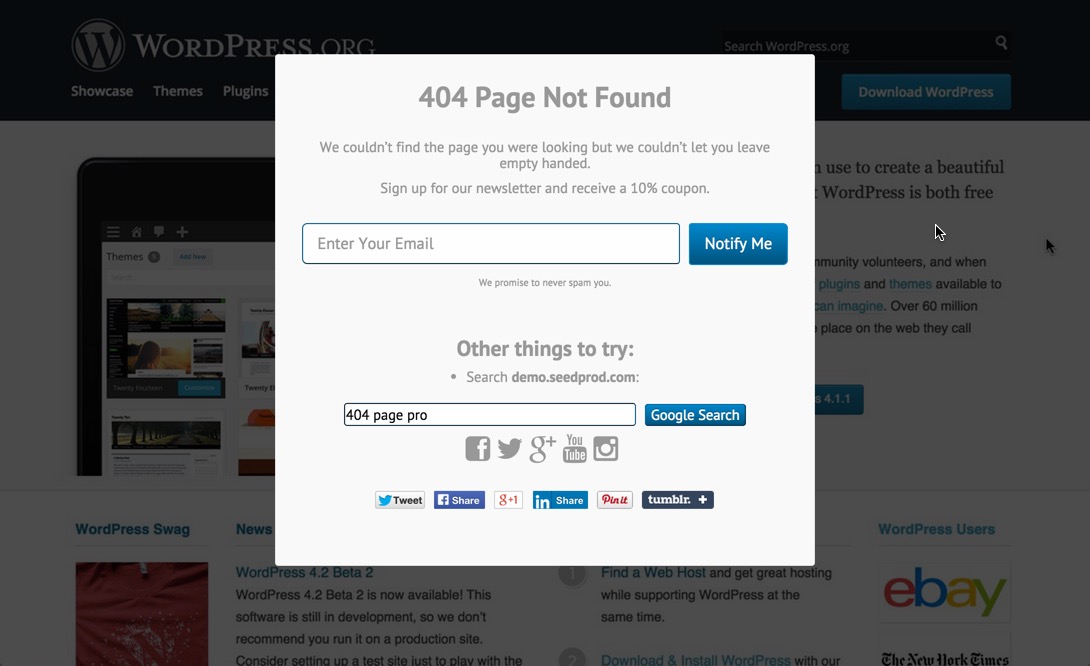 WORDPRESS.ORG
Search WordPress.org
Showcase Themes Plugins
Download WordPress
404 Page Not Found
We couldn't find the page you were looking but we couldn't let you leave
empty handed.
Sign up for our newsletter and receive a 10% coupon.
Enter Your Email
Notify Me
We promise to never spam you.
Other things to try:
• Search demo.seedprod.com:
404 page pro
Google Search
You
Tube
Tweet
Share
g+1
in Share
Pin it
tumblr. +
use to create a beautiful
WordPress is both free
community volunteers, and when
plugins and themes available to
can imagine. Over 60 million
place on the web they call
4.1.1
Themes
Add New
Search...
Twenty Fourteen
Customize
Twenty Ten
WordPress Swag
News
WordPress Users
WordPress 4.2 Beta 2
WordPress 4.2 Beta 2 is now available! This
software is still in development, so we don't
recommend you run it on a production site.
Consider setting up a test site just to play with the
1
Find a Web Host and get great hosting
while supporting WordPress at the
same time.
2
Download & Install WordPress with our
ebay
The New York Times